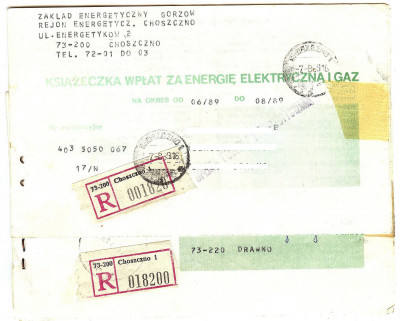 ZAKLAD ENERGETYCZNY GORZOW
REJON ENERGETYCZ. CHOSZCZNO
UL.ENERGETYKOW 2
73-200 CHOSZCZNO
TEL. 72-01 DO 03
KSIĄŻECZKA WPŁAT ZA ENERGIĘ ELEKTRYCZNĄ I GAZ
NA OKRES OD 06/89 DO 08/89
403 5050 067
17/N
73-200 Choszczno 1
R 001820
73-220 DRAWNO
73-200 Choszczno 1
R 018200